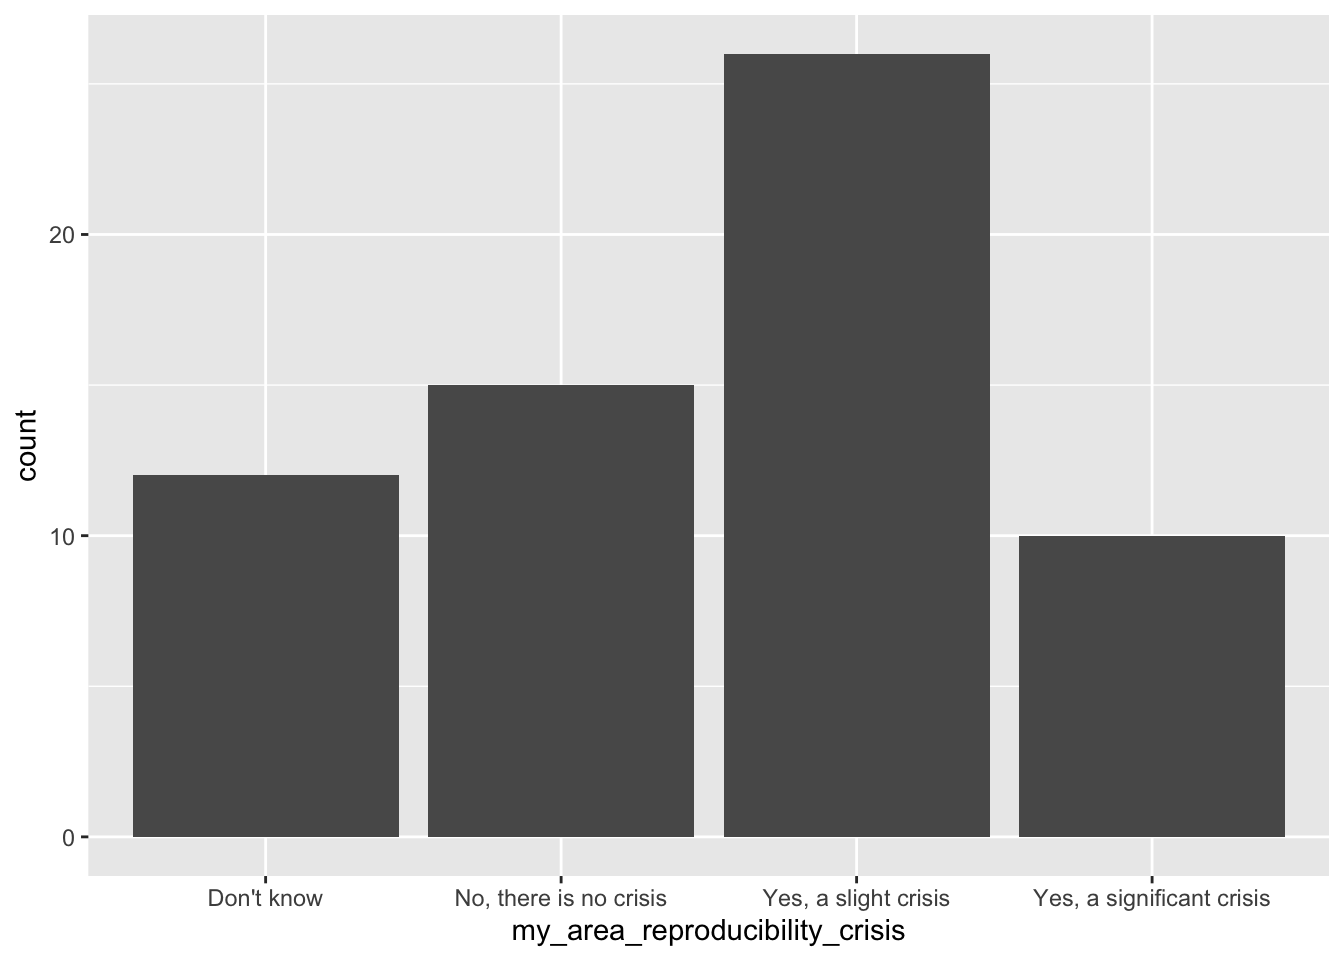 count
20
10
0
Don't know
No, there is no crisis
Yes, a slight crisis
Yes, a significant crisis
my_area_reproducibility_crisis